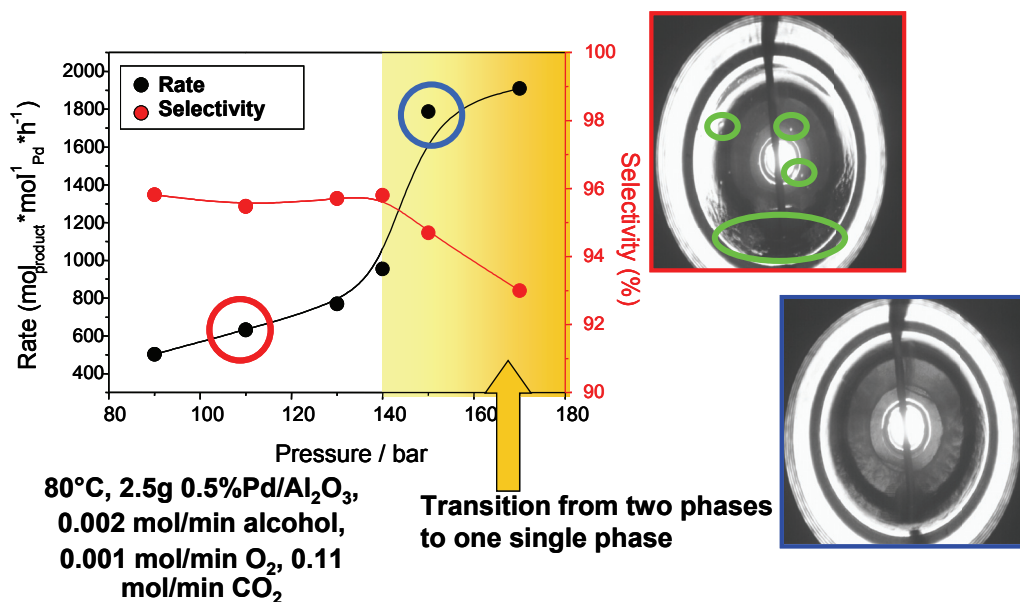 Rate
Selectivity
Rate (mol_product *mol^1_Pd *h^-1)
2000
1800
1600
1400
1200
1000
800
600
400
100
98
96
94
92
90
Selectivity (%)
80 100 120 140 160 180
Pressure / bar
80°C, 2.5g 0.5%Pd/Al₂O₃,
0.002 mol/min alcohol,
0.001 mol/min O₂, 0.11
mol/min CO₂
Transition from two phases
to one single phase